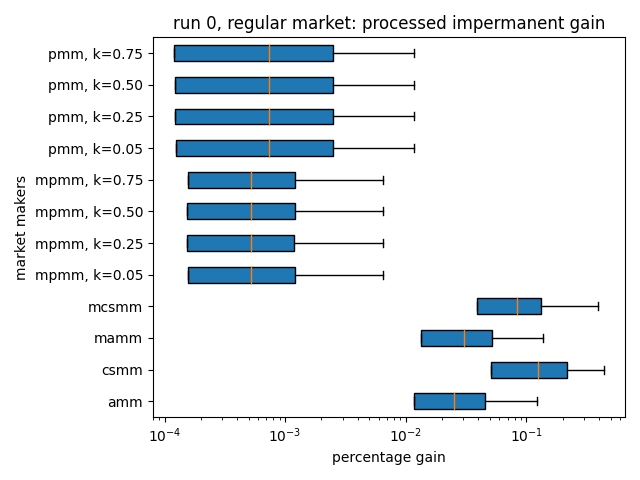 run 0, regular market: processed impermanent gain
pmm, k=0.75
pmm, k=0.50
pmm, k=0.25
pmm, k=0.05
mpmm, k=0.75
mpmm, k=0.50
mpmm, k=0.25
mpmm, k=0.05
mcsmm
mamm
csmm
amm
market makers
10⁻⁴ 10⁻³ 10⁻² 10⁻¹
percentage gain